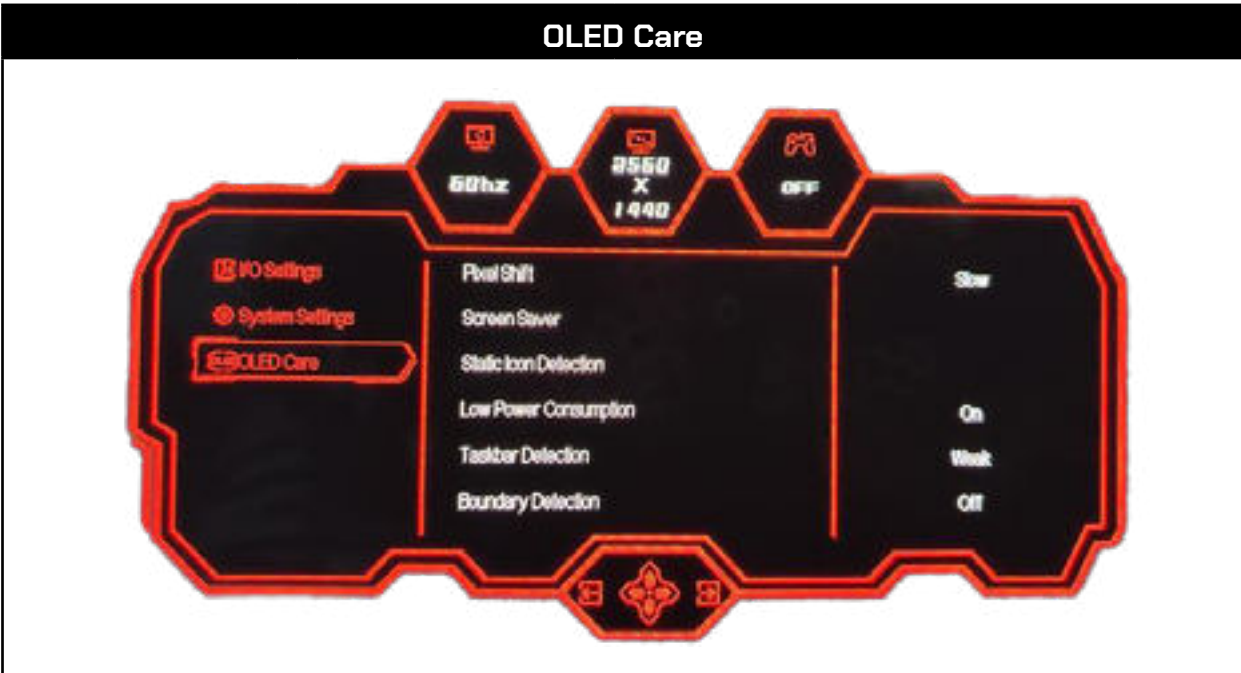 OLED Care
60hz
2560
X
1440
OFF
I/O Settings
System Settings
OLED Care
Pixel Shift
Slow
Screen Saver
Static Icon Detection
Low Power Consumption
On
Taskbar Detection
Weak
Boundary Detection
Off